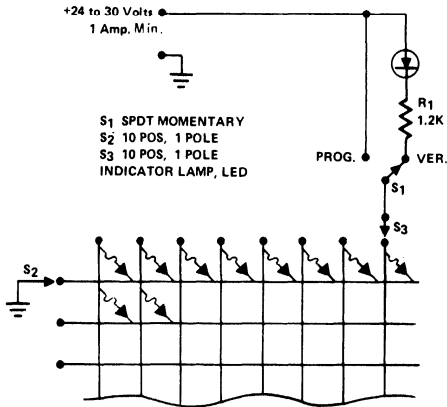 +24 to 30 Volts
1 Amp. Min.
R1
1.2K
S1 SPDT MOMENTARY
S2 10 POS, 1 POLE
S3 10 POS, 1 POLE
INDICATOR LAMP, LED
PROG.
VER.
S1
S3
S2